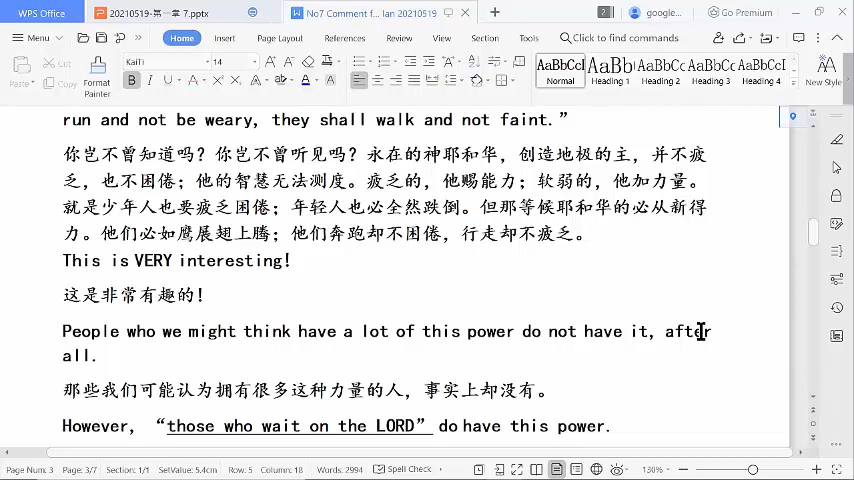 WPS Office
20210519-第一章 7.pptx
No7 Comment f... lan 20210519
google...
Go Premium
Menu
Home
Insert
Page Layout
References
Review
View
Section
Tools
Click to find commands
Paste
Cut
Copy
Format
Painter
KaiTi
14
AaBbCcI
Normal
AaBb(
Heading 1
AaBbC(
Heading 2
AaBbCc
Heading 3
AaBbCcI
Heading 4
New Style
run and not be weary, they shall walk and not faint.”
你岂不曾知道吗？你岂不曾听见吗？永在的神耶和华，创造地极的主，并不疲
乏，也不困倦；他的智慧无法测度。疲乏的，他赐能力；软弱的，他加力量。
就是少年人也要疲乏困倦；年轻人也必全然跌倒。但那等候耶和华的必从新得
力。他们必如鹰展翅上腾；他们奔跑却不困倦，行走却不疲乏。
This is VERY interesting!
这是非常有趣的！
People who we might think have a lot of this power do not have it, after
all.
那些我们可能认为拥有很多这种力量的人，事实上却没有。
However, “those who wait on the LORD” do have this power.
Page Num: 3 Page: 3/7 Section: 1/1 SetValue: 5.4cm Row: 5 Column: 18 Words: 2994 Spell Check 130%